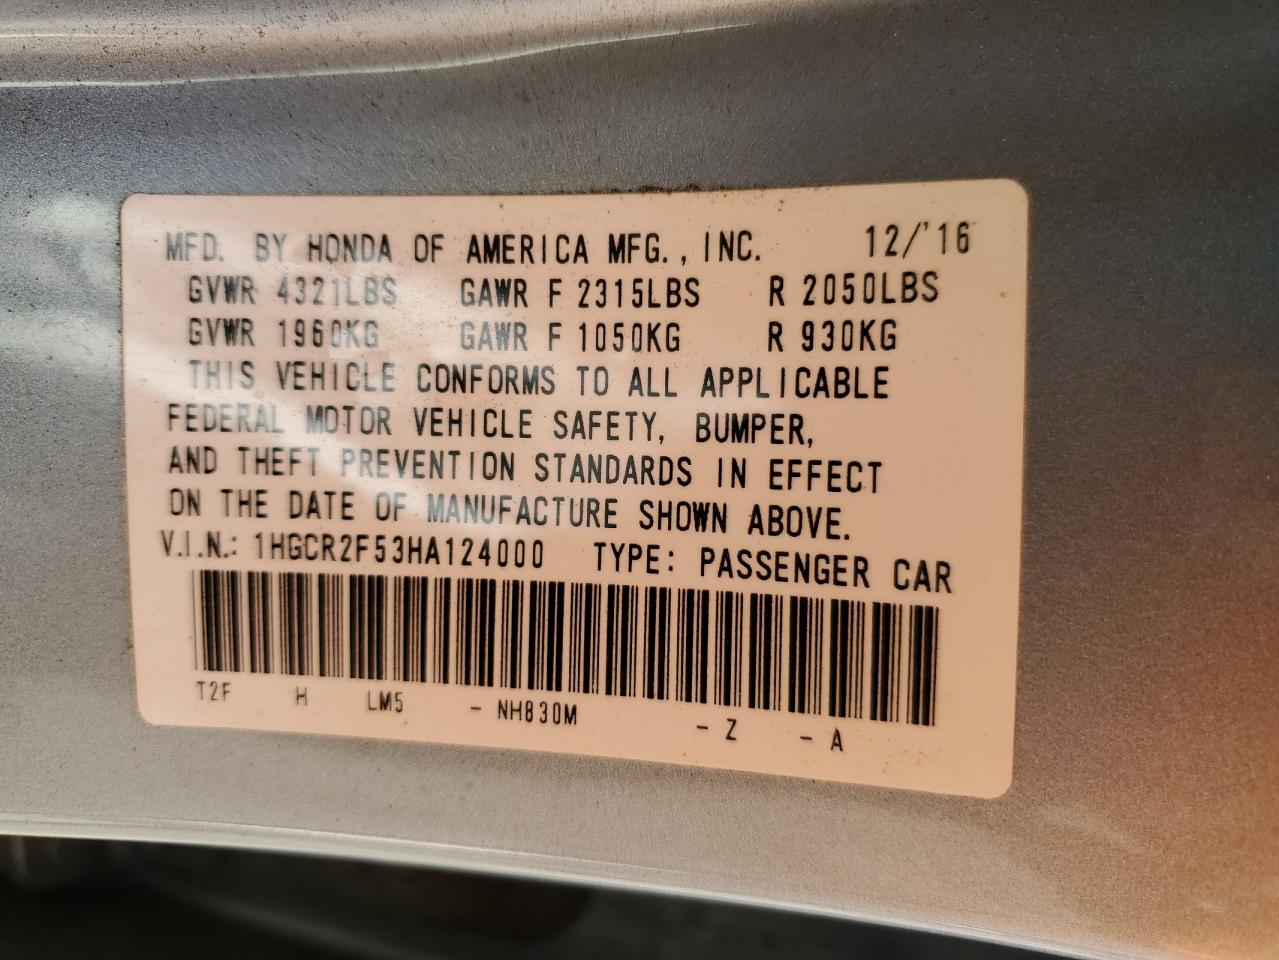 MFD. BY HONDA OF AMERICA MFG., INC. 12/'16
GVWR 4321LBS GAWR F 2315LBS R 2050LBS
GVWR 1960KG GAWR F 1050KG R 930KG
THIS VEHICLE CONFORMS TO ALL APPLICABLE
FEDERAL MOTOR VEHICLE SAFETY, BUMPER,
AND THEFT PREVENTION STANDARDS IN EFFECT
ON THE DATE OF MANUFACTURE SHOWN ABOVE.
V.I.N.: 1HGCR2F53HA124000 TYPE: PASSENGER CAR
T2F H LM5 - NH830M - Z - A